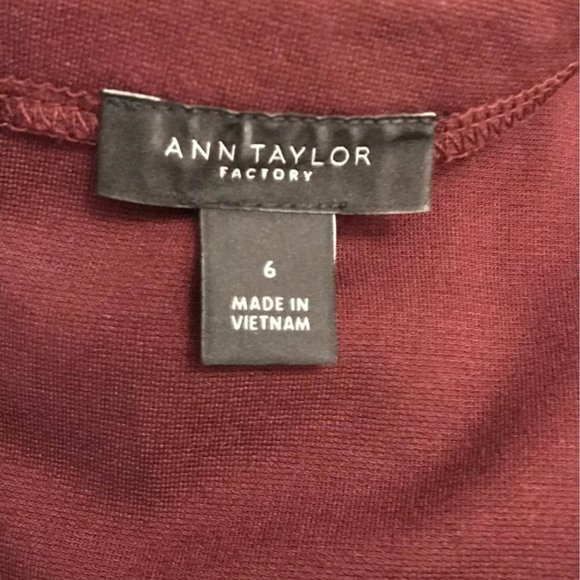 ANN TAYLOR
FACTORY
6
MADE IN
VIETNAM